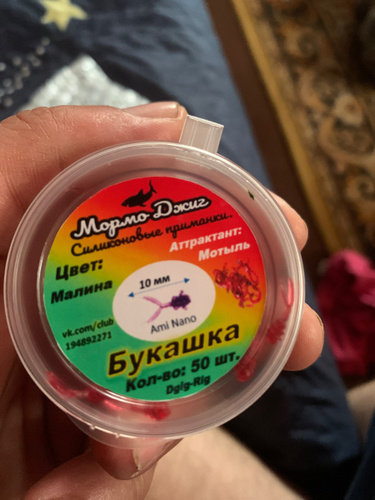 Мормо Джиг
Силиконовые приманки.
Цвет:
Малина
Аттрактант:
Мотыль
10 мм
Ami Nano
vk.com/club
194892271
Букашка
Кол-во: 50 шт.
Dglg-Rig